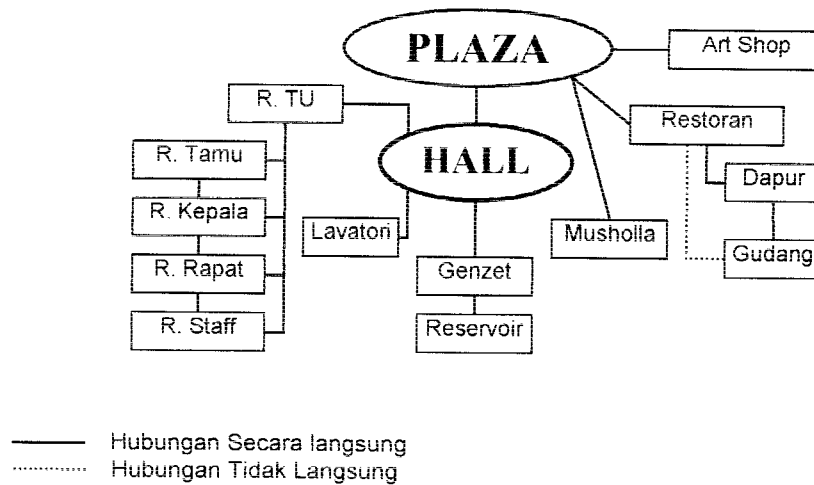 PLAZA
Art Shop
R. TU
Restoran
R. Tamu
HALL
Dapur
R. Kepala
Lavatori
Musholla
R. Rapat
Genzet
Gudang
R. Staff
Reservoir
Hubungan Secara langsung
Hubungan Tidak Langsung